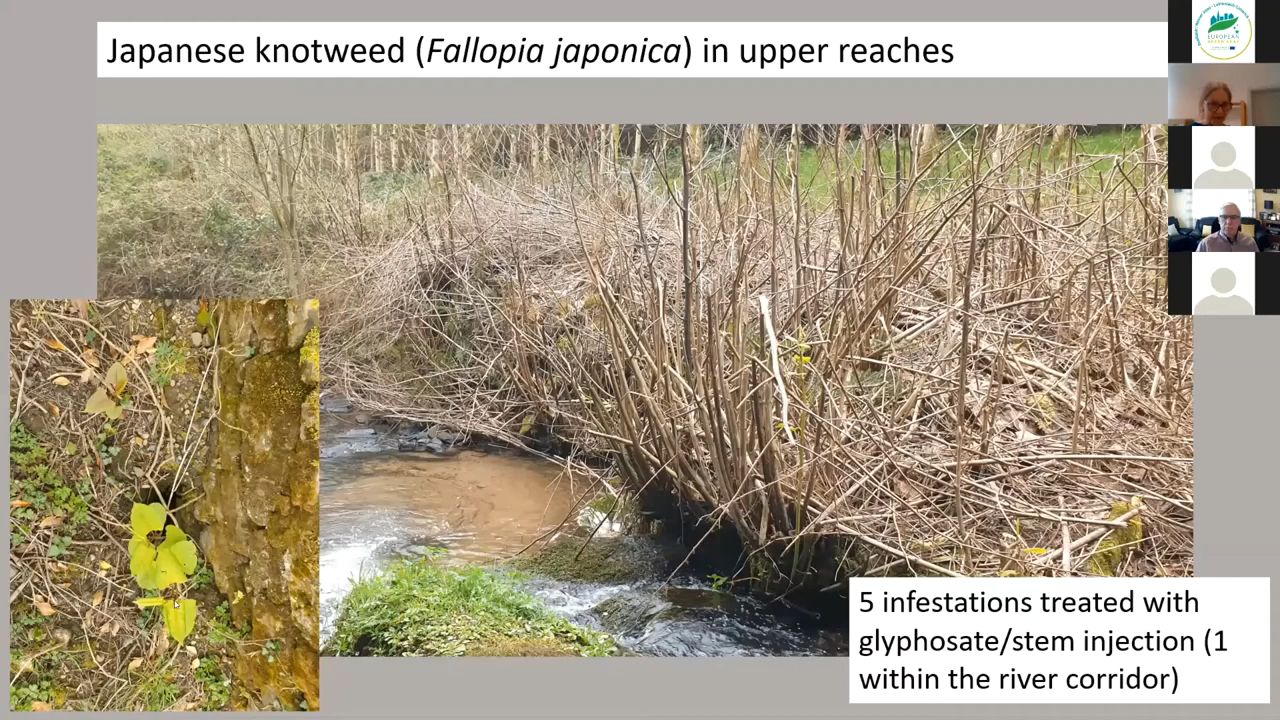 Japanese knotweed (Fallopia japonica) in upper reaches
EUROPEAN
5 infestations treated with
glyphosate/stem injection (1
within the river corridor)